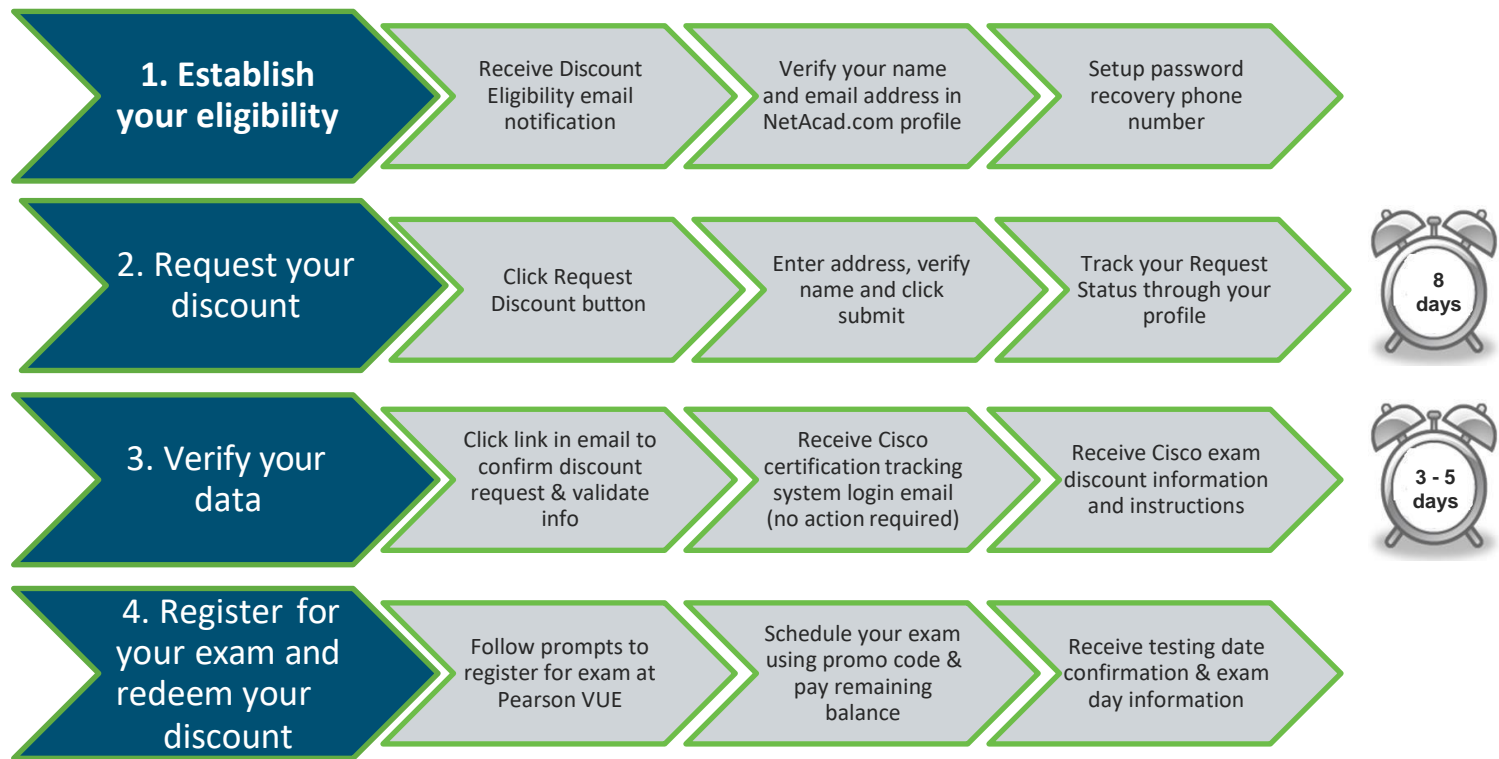 1. Establish
your eligibility
Receive Discount
Eligibility email
notification
Verify your name
and email address in
NetAcad.com profile
Setup password
recovery phone
number
2. Request your
discount
Click Request
Discount button
Enter address, verify
name and click
submit
Track your Request
Status through your
profile
8
days
3. Verify your
data
Click link in email to
confirm discount
request & validate
info
Receive Cisco
certification tracking
system login email
(no action required)
Receive Cisco exam
discount information
and instructions
3 - 5
days
4. Register for
your exam and
redeem your
discount
Follow prompts to
register for exam at
Pearson VUE
Schedule your exam
using promo code &
pay remaining
balance
Receive testing date
confirmation & exam
day information